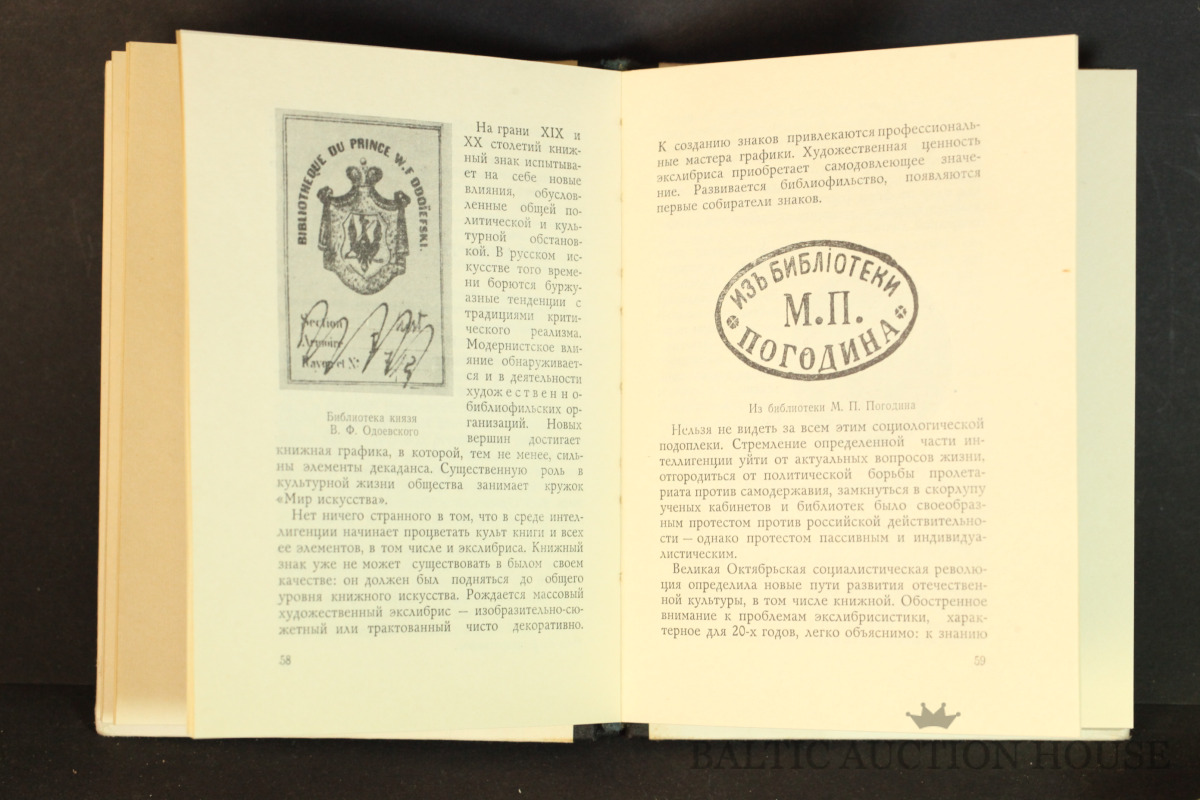 BIBLIOTHEQUE DU PRINCE W.F ODOÏEFSKI.
Section
Armoire
Rayon et N:
Библиотека князя
В. Ф. Одоевского
На грани XIX и
XX столетий книж-
ный знак испытыва-
ет на себе новые
влияния, обуслов-
ленные общей по-
литической и куль-
турной обстанов-
кой. В русском ис-
кусстве того време-
ни борются буржу-
азные тенденции с
традициями крити-
ческого реализма.
Модернистское вли-
яние обнаруживает-
ся и в деятельности
художественно-
библиофильских ор-
ганизаций. Новых
вершин достигает
книжная графика, в которой, тем не менее, силь-
ны элементы декаданса. Существенную роль в
культурной жизни общества занимает кружок
«Мир искусства».
Нет ничего странного в том, что в среде интел-
лигенции начинает процветать культ книги и всех
ее элементов, в том числе и экслибриса. Книжный
знак уже не может существовать в былом своем
качестве: он должен был подняться до общего
уровня книжного искусства. Рождается массовый
художественный экслибрис — изобразительно-сю-
жетный или трактованный чисто декоративно.
58
К созданию знаков привлекаются профессиональ-
ные мастера графики. Художественная ценность
экслибриса приобретает самодовлеющее значе-
ние. Развивается библиофильство, появляются
первые собиратели знаков.
ИЗЪ БИБЛІОТЕКИ
М.П.
ПОГОДИНА
Из библиотеки М. П. Погодина
Нельзя не видеть за всем этим социологической
подоплеки. Стремление определенной части ин-
теллигенции уйти от актуальных вопросов жизни,
отгородиться от политической борьбы пролета-
риата против самодержавия, замкнуться в скорлупу
ученых кабинетов и библиотек было своеобраз-
ным протестом против российской действительно-
сти — однако протестом пассивным и индивидуа-
листическим.
Великая Октябрьская социалистическая револю-
ция определила новые пути развития отечествен-
ной культуры, в том числе книжной. Обостренное
внимание к проблемам экслибристики, харак-
терное для 20-х годов, легко объяснимо: к знанию
59
BALTIC AUCTION HOUSE